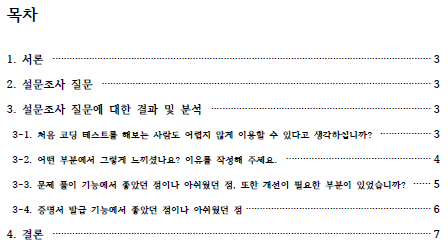 목차
1. 서론 3
2. 설문조사 질문 3
3. 설문조사 질문에 대한 결과 및 분석 3
3-1. 처음 코딩 테스트를 해보는 사람도 어렵지 않게 이용할 수 있다고 생각하십니까? 3
3-2. 어떤 부분에서 그렇게 느끼셨나요? 이유를 작성해 주세요. 4
3-3. 문제 풀이 기능에서 좋았던 점이나 아쉬웠던 점, 또한 개선이 필요한 부분이 있었습니까? 5
3-4. 증명서 발급 기능에서 좋았던 점이나 아쉬웠던 점 6
4. 결론 7